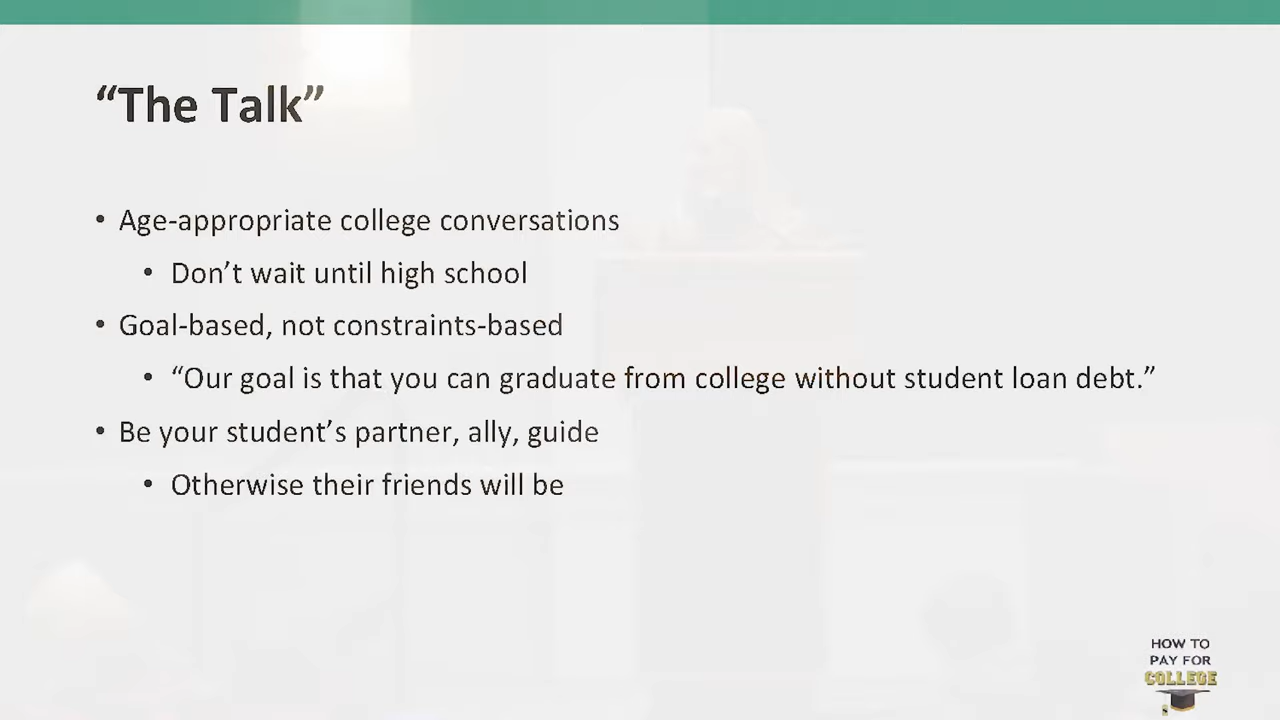 “The Talk”
• Age-appropriate college conversations
• Don’t wait until high school
• Goal-based, not constraints-based
• “Our goal is that you can graduate from college without student loan debt.”
• Be your student’s partner, ally, guide
• Otherwise their friends will be
HOW TO
PAY FOR
COLLEGE